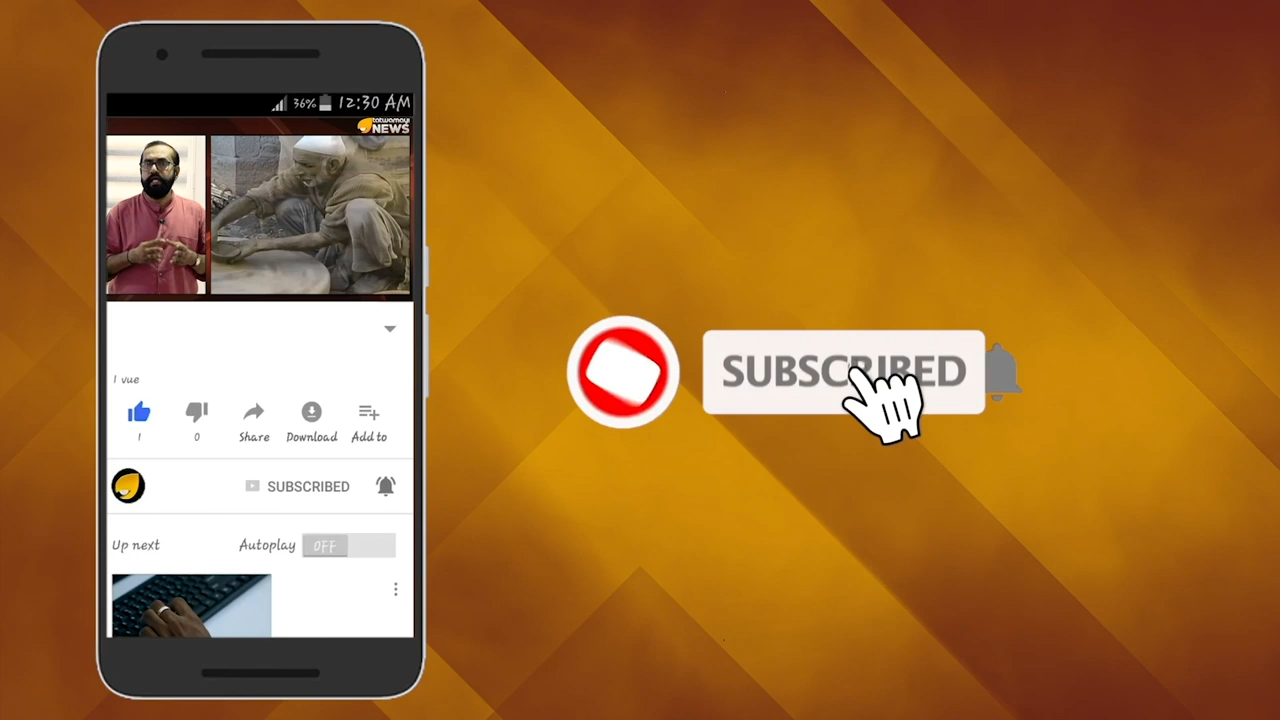 36% 12:30 AM
tatwamayi
NEWS
1 vue
1
0
Share
Download
Add to
SUBSCRIBED
Up next
Autoplay
OFF
SUBSCRIBED